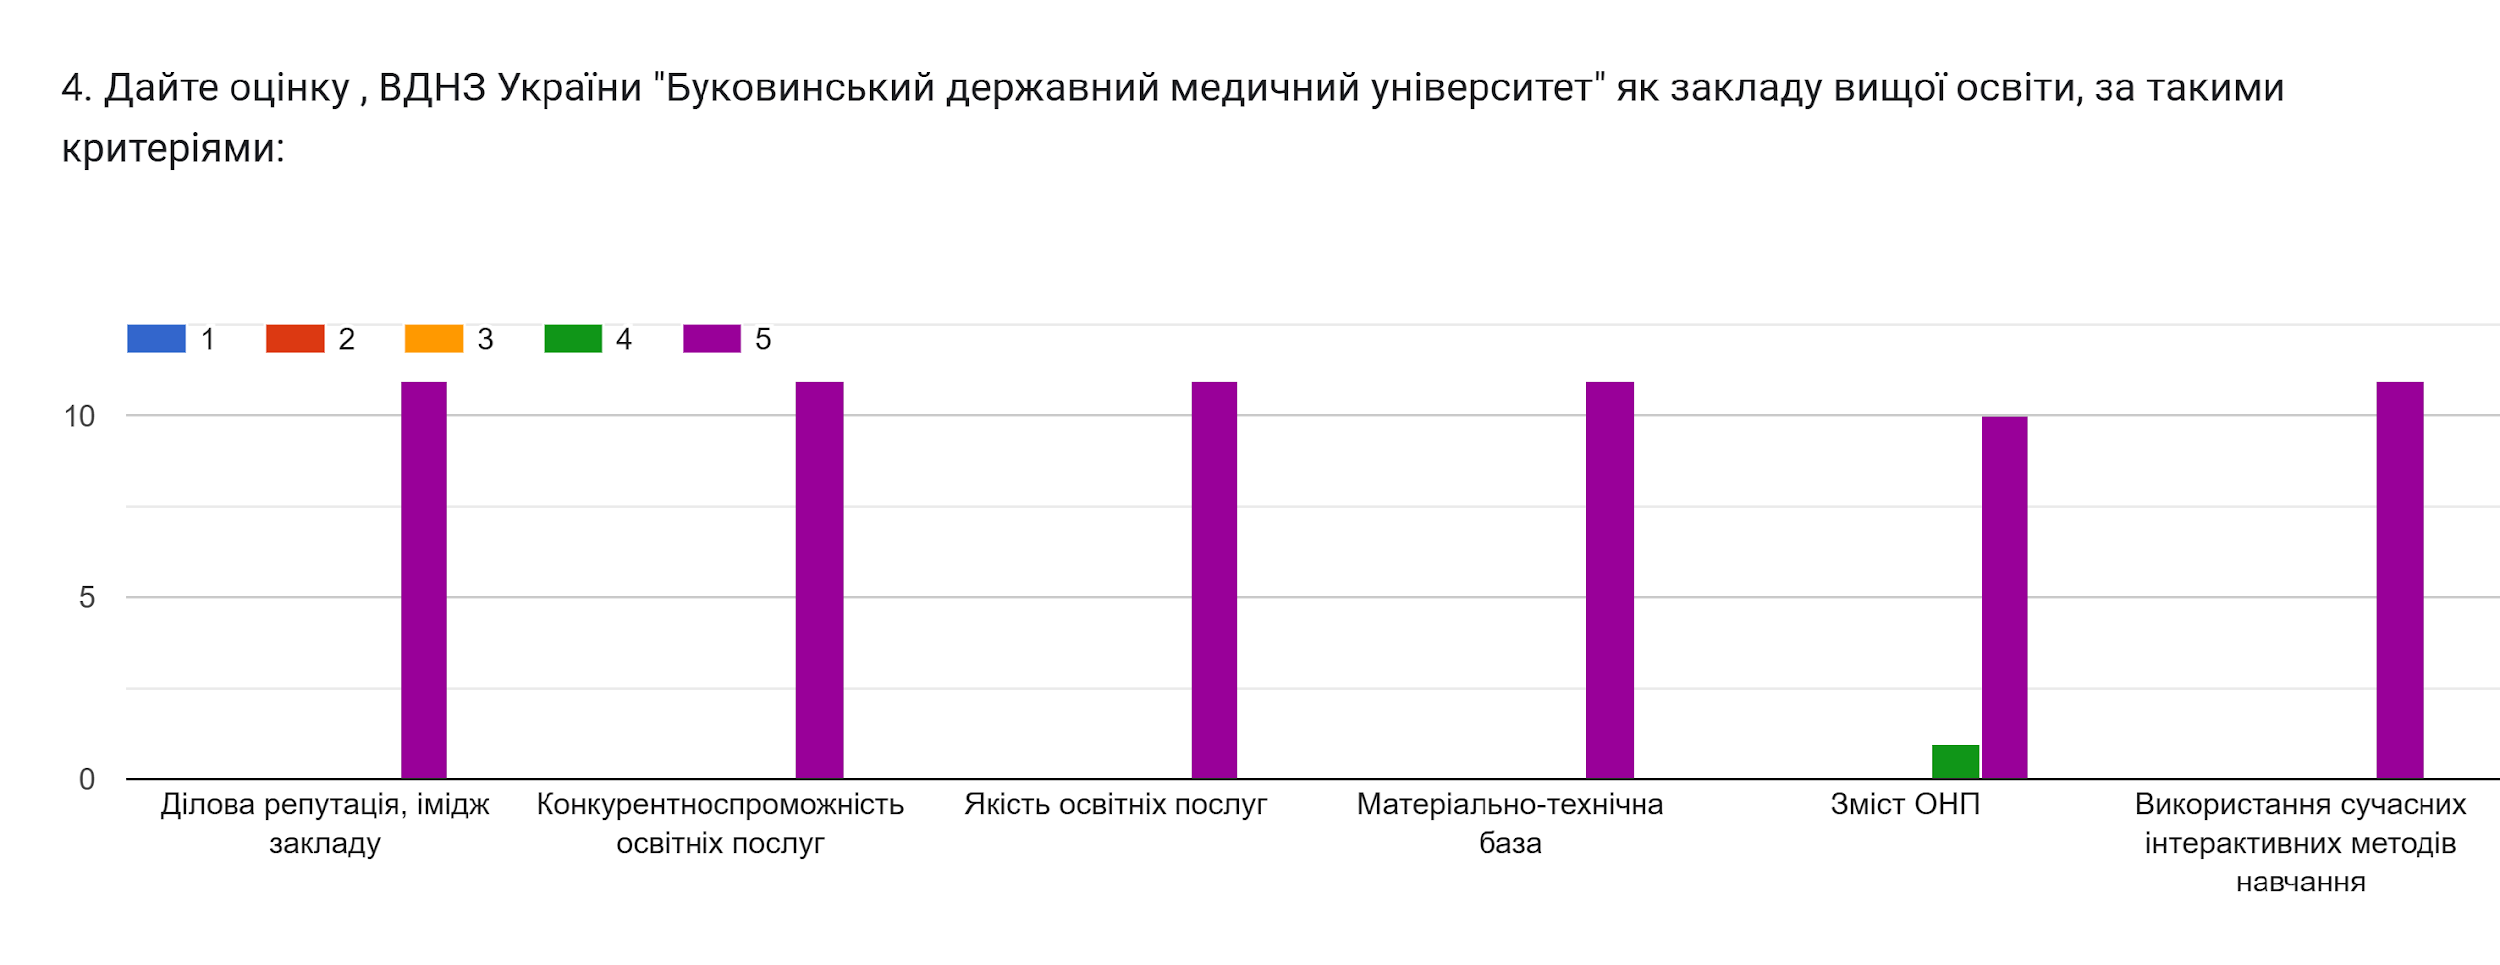 4. Дайте оцінку , ВДНЗ України "Буковинський державний медичний університет" як закладу вищої освіти, за такими
критеріями:
1 2 3 4 5
10
5
0
Ділова репутація, імідж
закладу
Конкурентноспроможність
освітніх послуг
Якість освітніх послуг
Матеріально-технічна
база
Зміст ОНП
Використання сучасних
інтерактивних методів
навчання